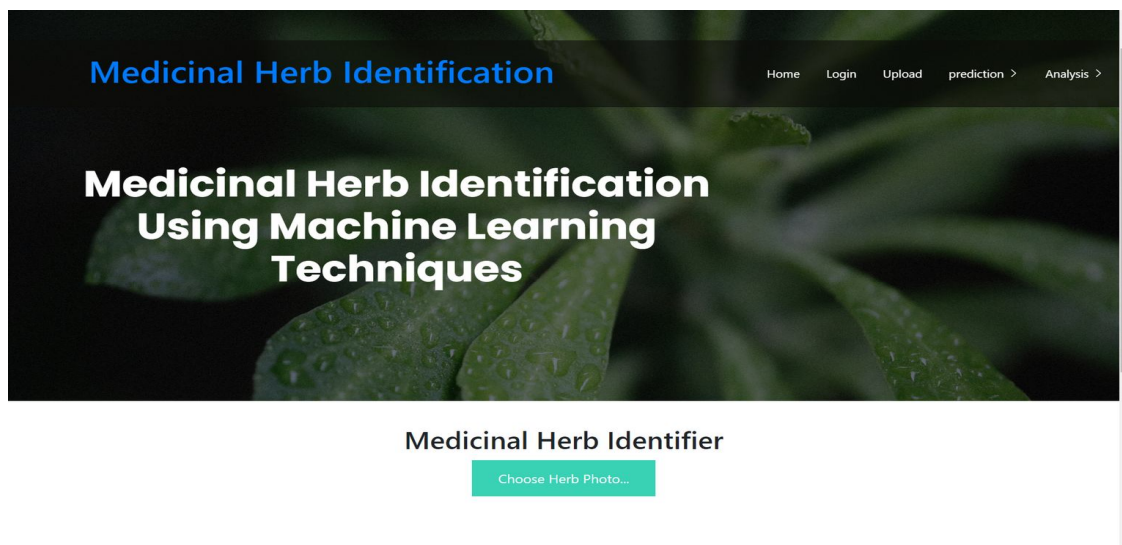 Medicinal Herb Identification
Home Login Upload prediction > Analysis >
Medicinal Herb Identification
Using Machine Learning
Techniques
Medicinal Herb Identifier
Choose Herb Photo...